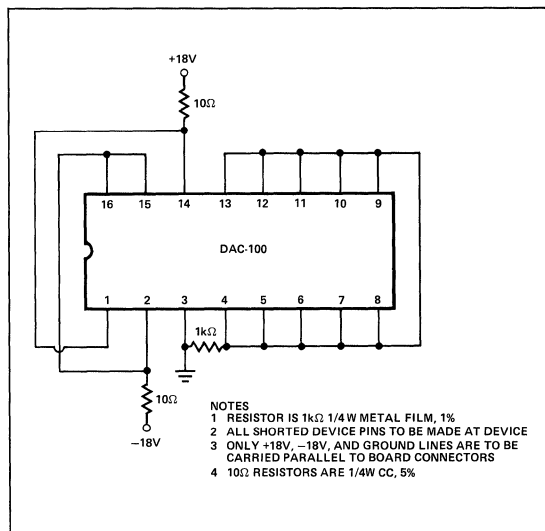 +18V
10Ω
16 15 14 13 12 11 10 9
DAC-100
1 2 3 4 5 6 7 8
1kΩ
10Ω
−18V
NOTES
1 RESISTOR IS 1kΩ 1/4 W METAL FILM, 1%
2 ALL SHORTED DEVICE PINS TO BE MADE AT DEVICE
3 ONLY +18V, −18V, AND GROUND LINES ARE TO BE
CARRIED PARALLEL TO BOARD CONNECTORS
4 10Ω RESISTORS ARE 1/4W CC, 5%